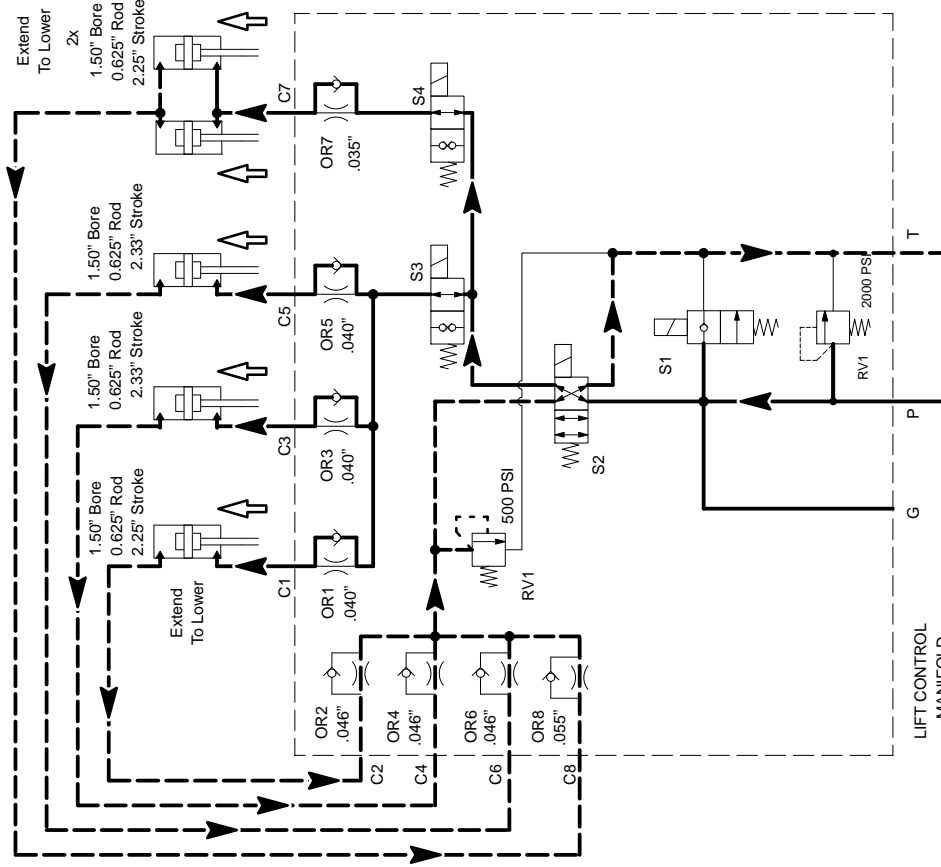 Extend
To Lower
2x
1.50" Bore
0.625" Rod
2.25" Stroke
1.50" Bore
0.625" Rod
2.33" Stroke
1.50" Bore
0.625" Rod
2.33" Stroke
1.50" Bore
0.625" Rod
2.25" Stroke
Extend
To Lower
C7
C5
C3
C1
OR7
.035"
OR5
.040"
OR3
.040"
OR1
.040"
S4
S3
OR2
.046"
OR4
.046"
OR6
.046"
OR8
.055"
C2
C4
C6
C8
500 PSI
RV1
S2
S1
2000 PSI
RV1
T
P
G
LIFT CONTROL
MANIFOLD